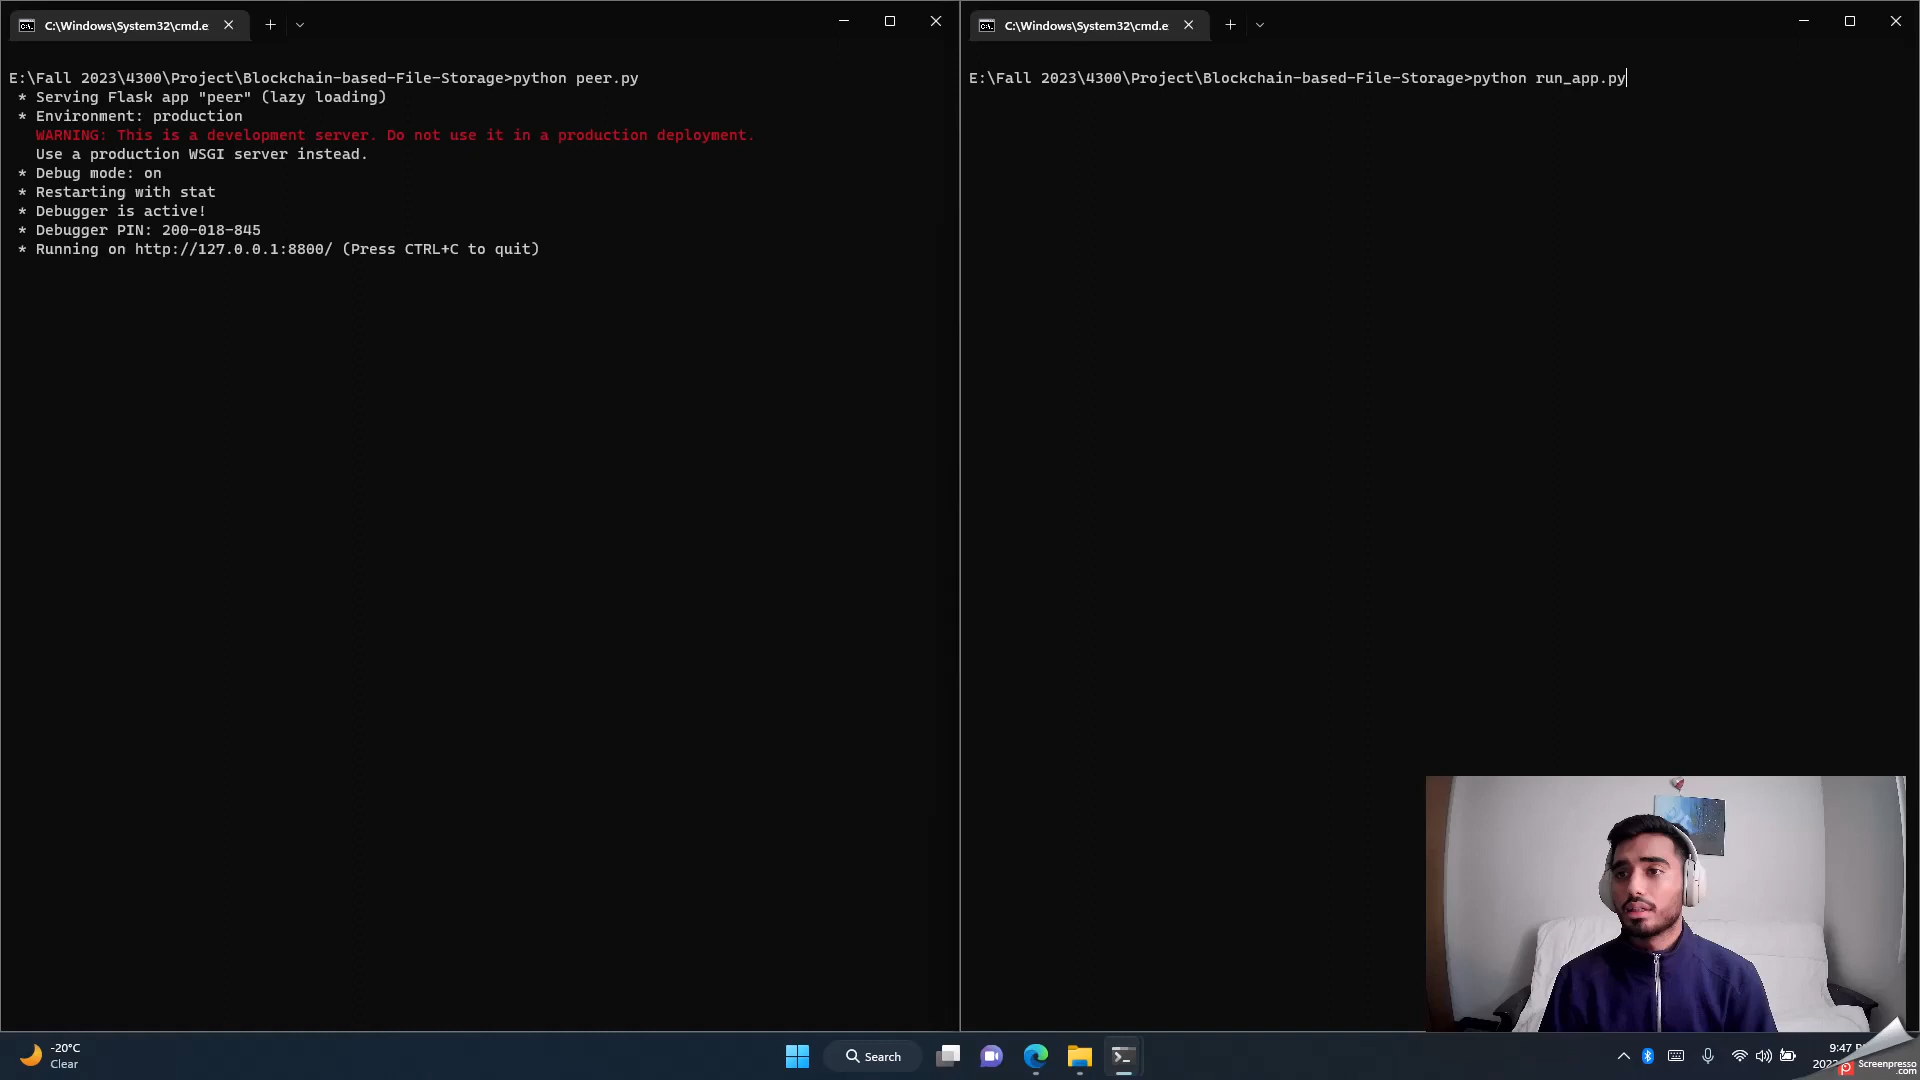 C:\Windows\System32\cmd.e
E:\Fall 2023\4300\Project\Blockchain-based-File-Storage>python peer.py
* Serving Flask app "peer" (lazy loading)
* Environment: production
WARNING: This is a development server. Do not use it in a production deployment.
Use a production WSGI server instead.
* Debug mode: on
* Restarting with stat
* Debugger is active!
* Debugger PIN: 200-018-845
* Running on http://127.0.0.1:8800/ (Press CTRL+C to quit)
C:\Windows\System32\cmd.e
E:\Fall 2023\4300\Project\Blockchain-based-File-Storage>python run_app.py
-20°C
Clear
Search
9:47
Screenpresso
.com